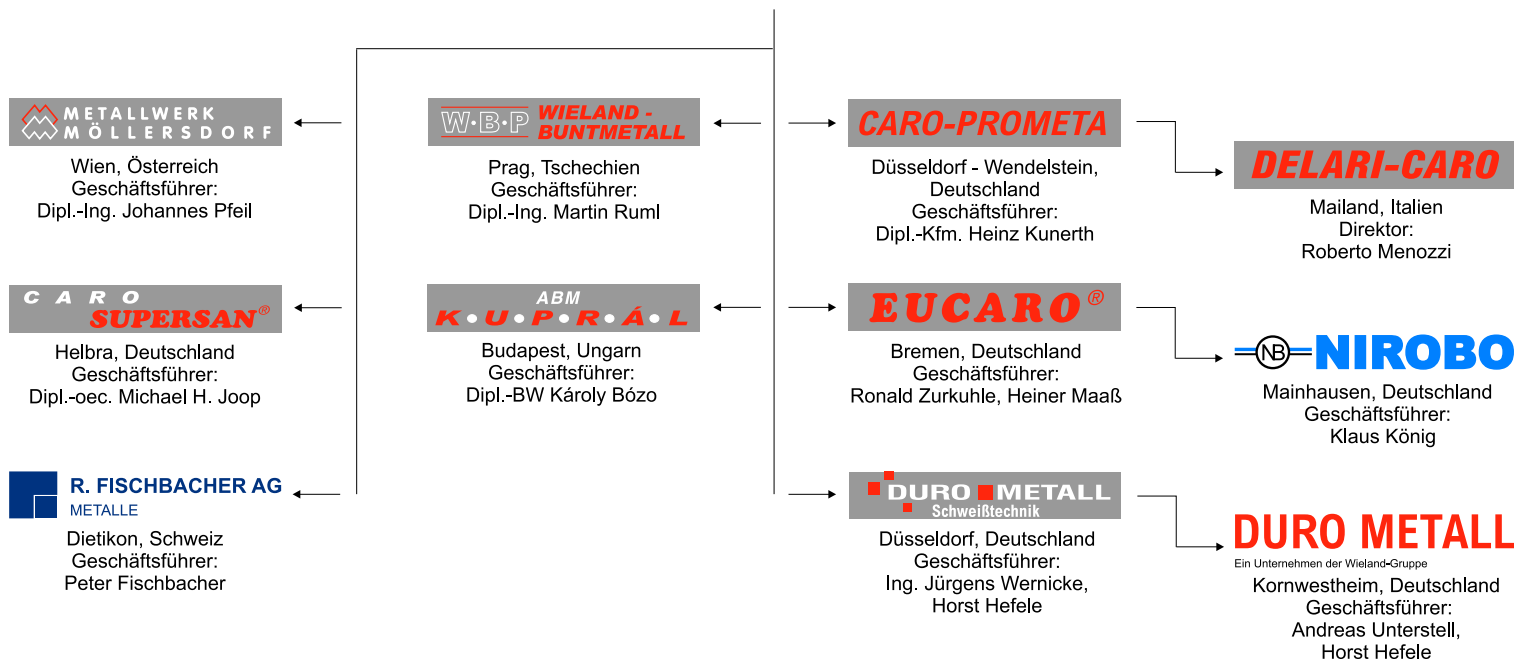 METALLWERK
MÖLLERSDORF
Wien, Österreich
Geschäftsführer:
Dipl.-Ing. Johannes Pfeil
W·B·P WIELAND -
BUNTMETALL
Prag, Tschechien
Geschäftsführer:
Dipl.-Ing. Martin Ruml
CARO-PROMETA
Düsseldorf - Wendelstein,
Deutschland
Geschäftsführer:
Dipl.-Kfm. Heinz Kunerth
DELARI-CARO
Mailand, Italien
Direktor:
Roberto Menozzi
CARO
SUPERSAN®
Helbra, Deutschland
Geschäftsführer:
Dipl.-oec. Michael H. Joop
ABM
K·U·P·R·Á·L
Budapest, Ungarn
Geschäftsführer:
Dipl.-BW Károly Bózo
EUCARO®
Bremen, Deutschland
Geschäftsführer:
Ronald Zurkuhle, Heiner Maaß
NB NIROBO
Mainhausen, Deutschland
Geschäftsführer:
Klaus König
R. FISCHBACHER AG
METALLE
Dietikon, Schweiz
Geschäftsführer:
Peter Fischbacher
DURO METALL
Schweißtechnik
Düsseldorf, Deutschland
Geschäftsführer:
Ing. Jürgens Wernicke,
Horst Hefele
DURO METALL
Ein Unternehmen der Wieland-Gruppe
Kornwestheim, Deutschland
Geschäftsführer:
Andreas Unterstell,
Horst Hefele